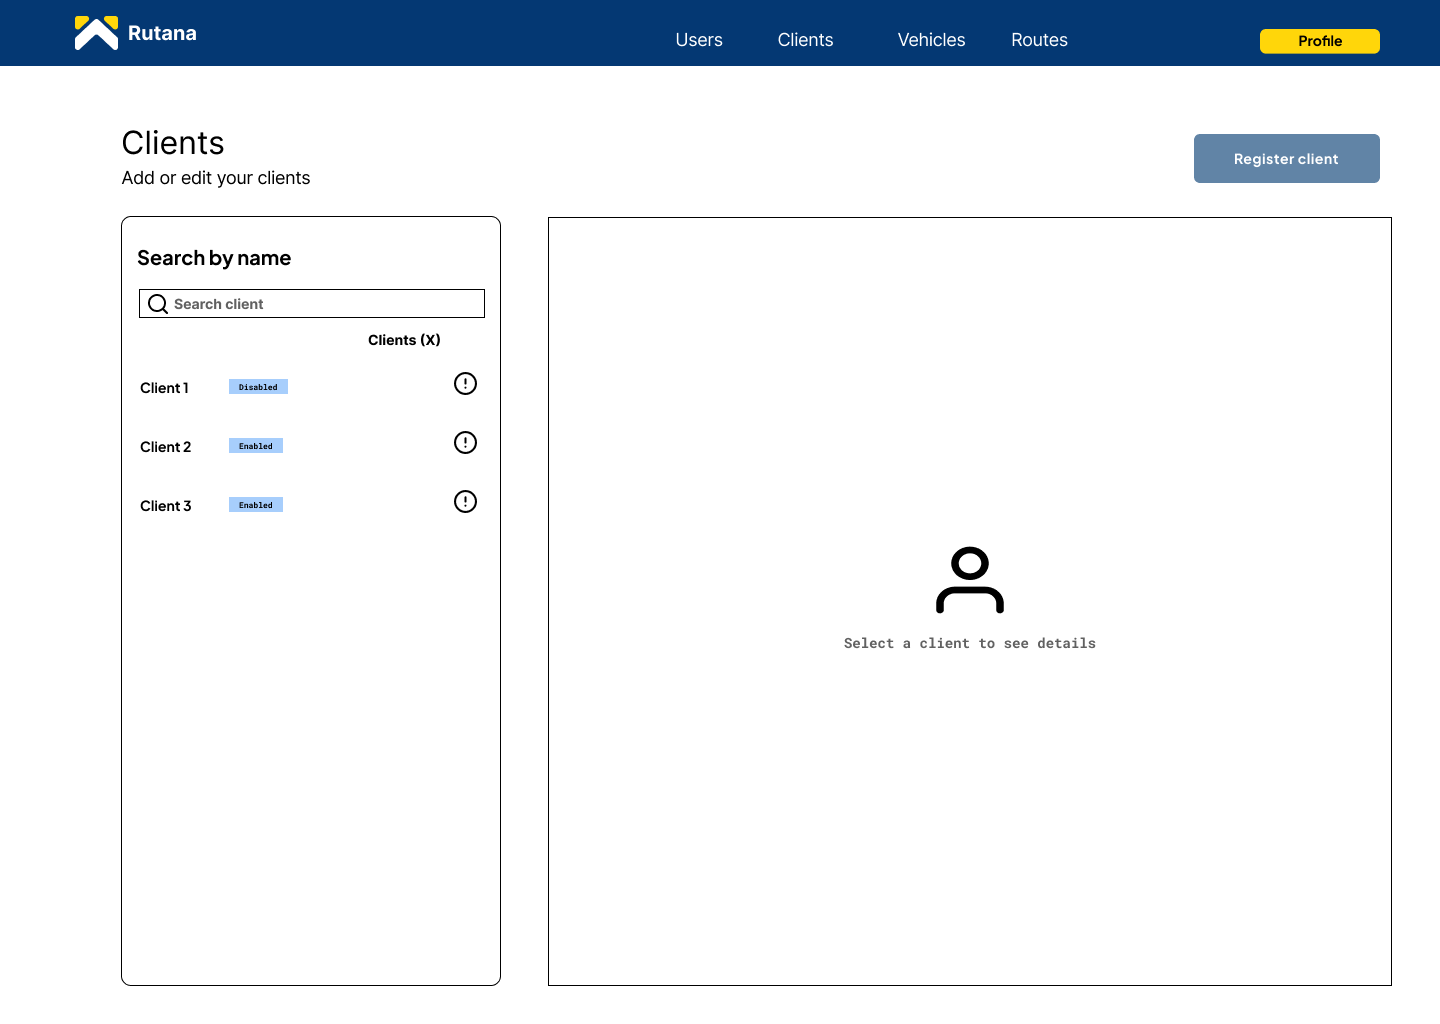 Rutana
Users Clients Vehicles Routes
Profile
Clients
Add or edit your clients
Register client
Search by name
Search client
Clients (X)
Client 1 Disabled
Client 2 Enabled
Client 3 Enabled
Select a client to see details